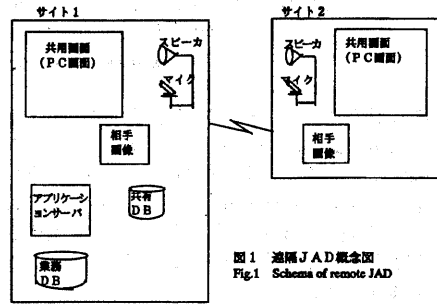 サイト1
共用画面
(PC画面)
スピーカ
マイク
相手
画像
アプリケーシ
ョンサーバ
共有
DB
業務
DB
サイト2
スピーカ
マイク
共用画面
(PC画面)
相手
画像
図1 遠隔JAD概念図
Fig.1 Schema of remote JAD